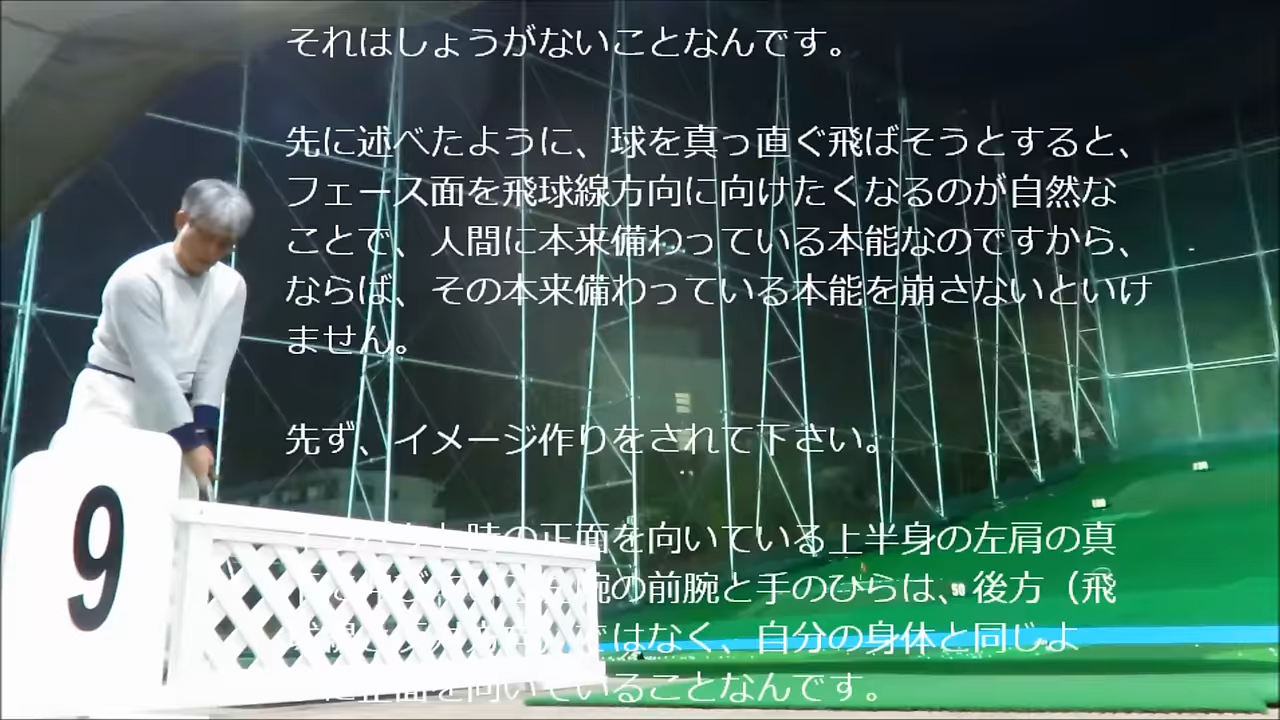 それはしょうがないことなんです。
先に述べたように、球を真っ直ぐ飛ばそうとすると、
フェース面を飛球線方向に向けたくなるのが自然な
ことで、人間に本来備わっている本能なのですから、
ならば、その本来備わっている本能を崩さないといけ
ません。
先ず、イメージ作りをされて下さい。
時の正面を向いている上半身の左肩の真
腕の前腕と手のひらは、後方（飛
ではなく、自分の身体と同じよ
に正面を向いていることなんです。
9
50